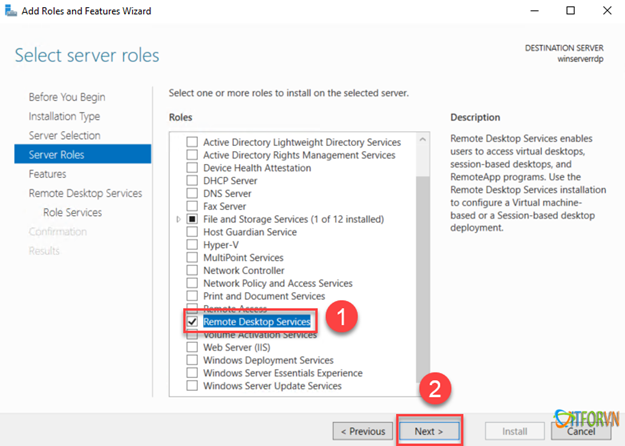 Add Roles and Features Wizard
Select server roles
DESTINATION SERVER
winserverrdp
Before You Begin
Installation Type
Server Selection
Server Roles
Features
Remote Desktop Services
Role Services
Confirmation
Results
Select one or more roles to install on the selected server.
Roles
Active Directory Lightweight Directory Services
Active Directory Rights Management Services
Device Health Attestation
DHCP Server
DNS Server
Fax Server
File and Storage Services (1 of 12 installed)
Host Guardian Service
Hyper-V
MultiPoint Services
Network Controller
Network Policy and Access Services
Print and Document Services
Remote Access
Remote Desktop Services
1
Volume Activation Services
Web Server (IIS)
Windows Deployment Services
Windows Server Essentials Experience
Windows Server Update Services
Description
Remote Desktop Services enables
users to access virtual desktops,
session-based desktops, and
RemoteApp programs. Use the
Remote Desktop Services installation
to configure a Virtual machine-
based or a Session-based desktop
deployment.
2
< Previous
Next >
Install
Cancel
ITFORVN